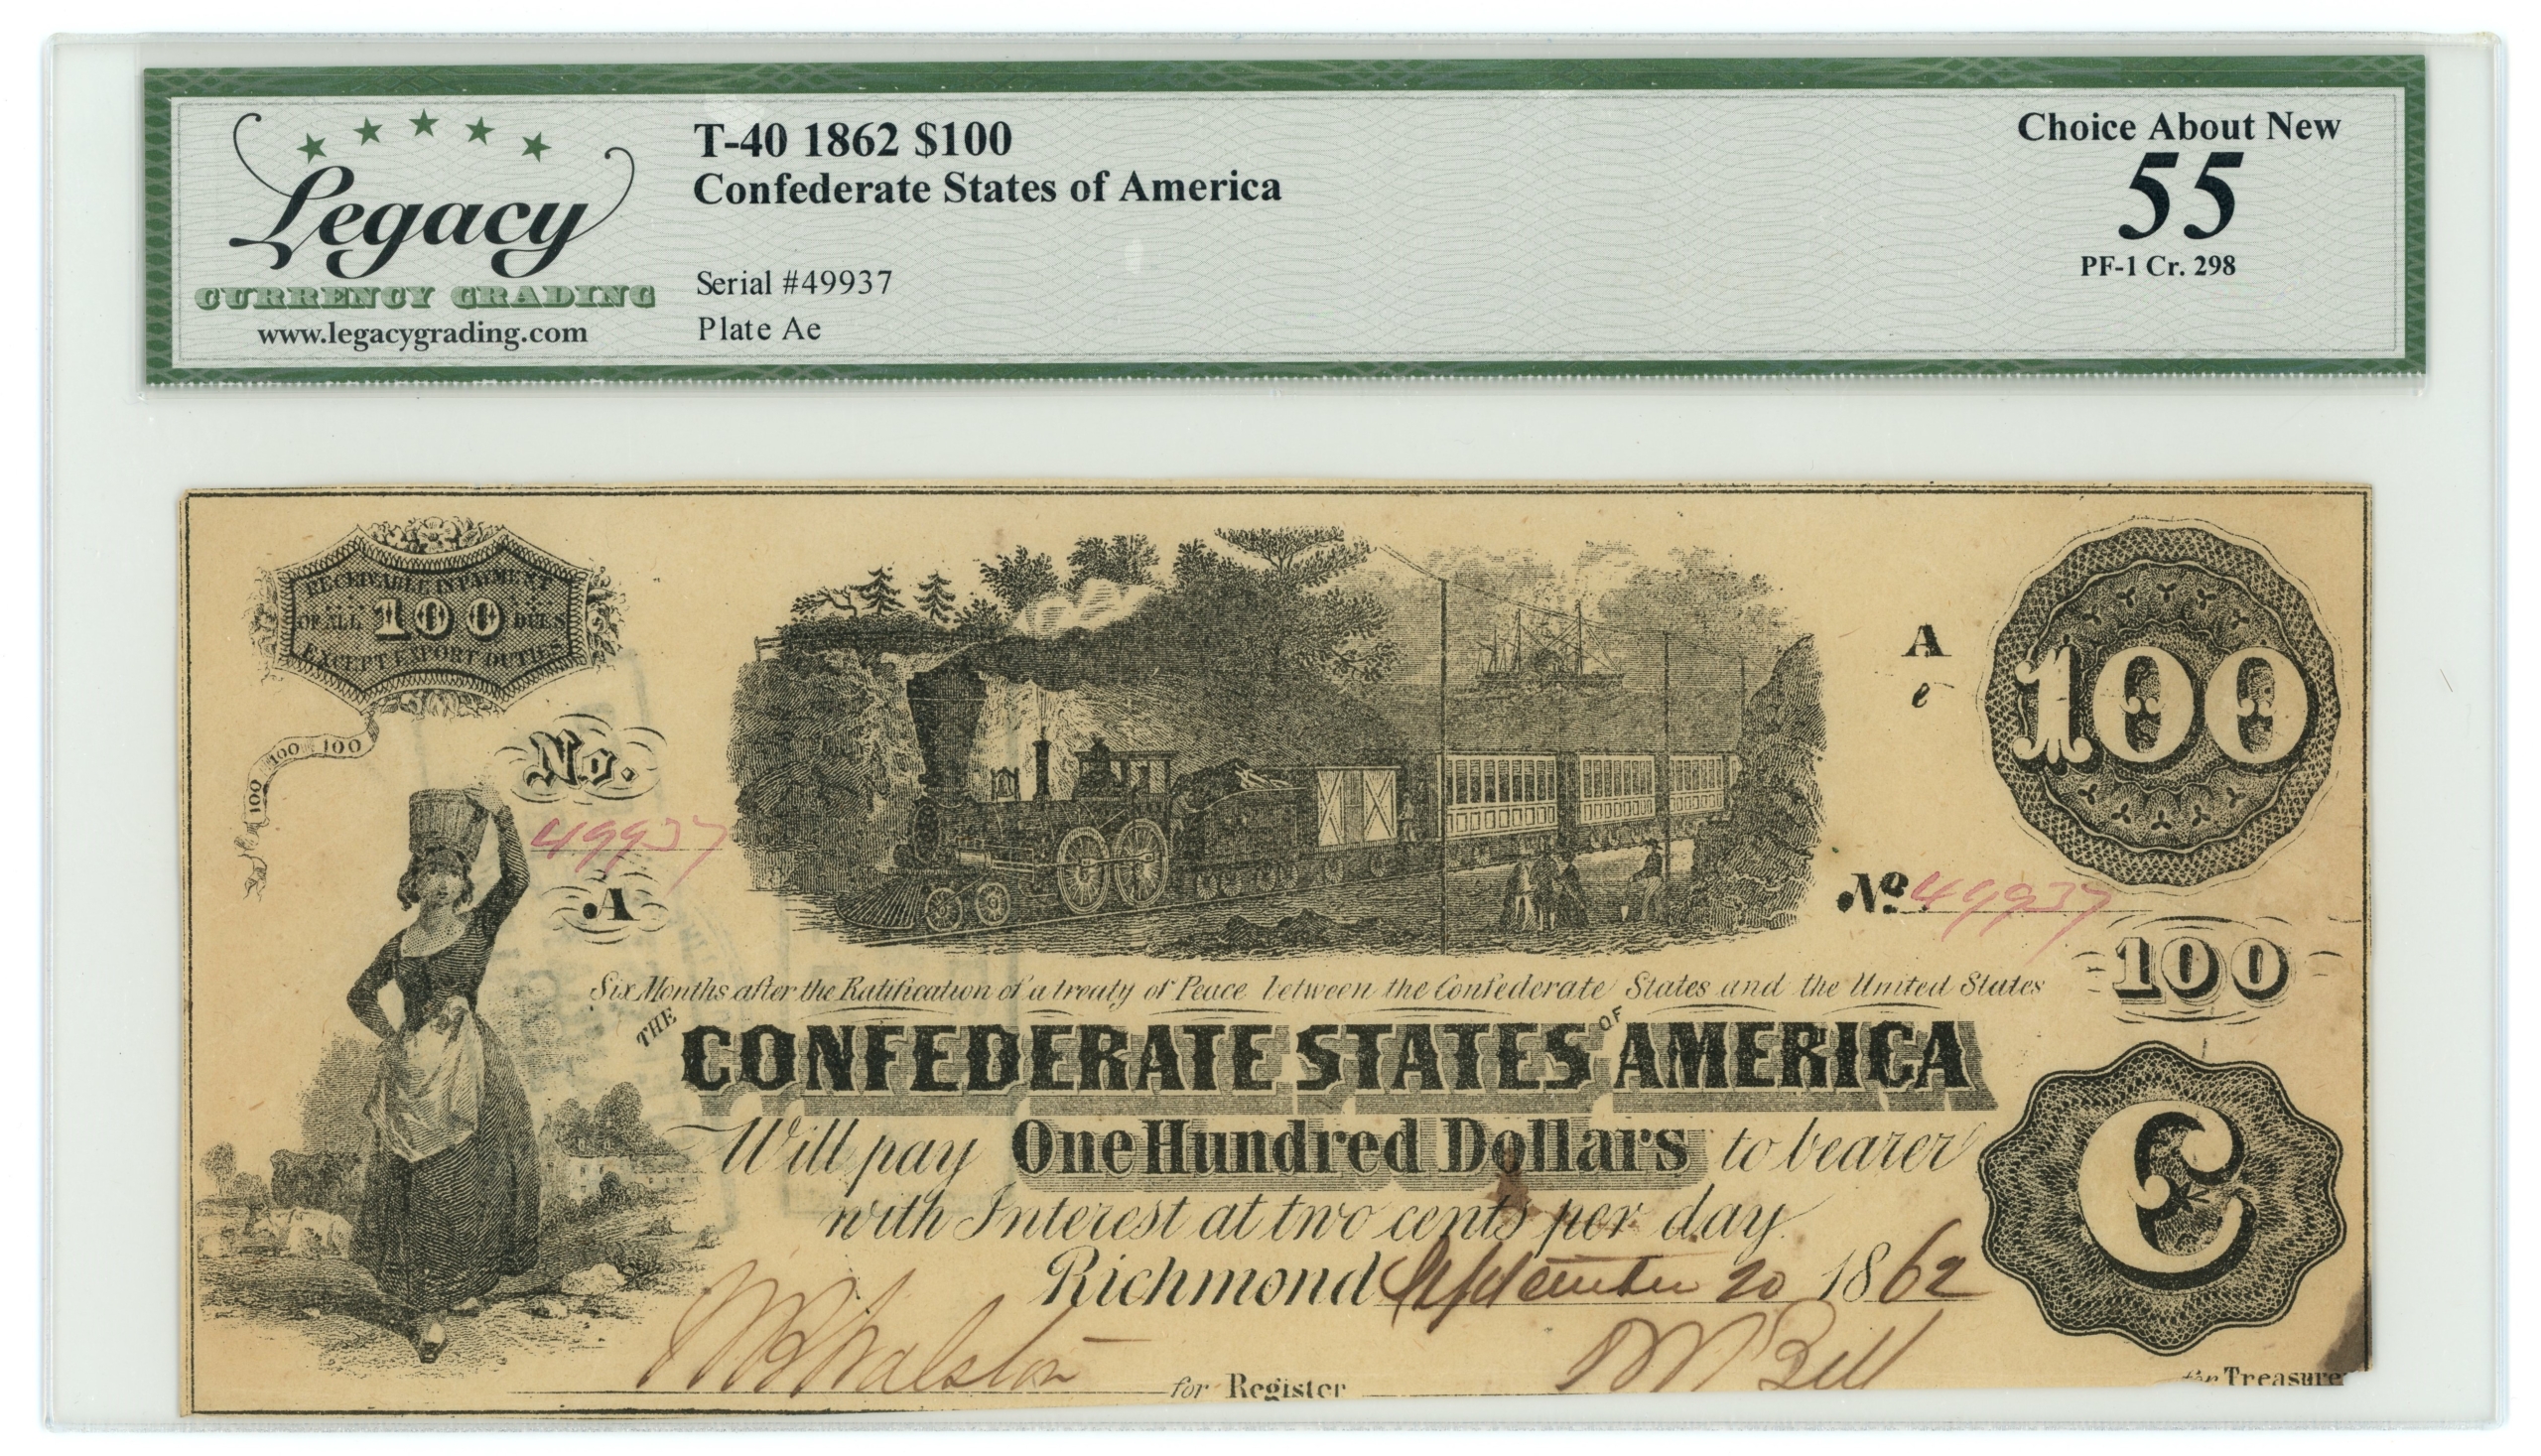 Legacy
CURRENCY GRADING
www.legacygrading.com
T-40 1862 $100
Confederate States of America
Serial #49937
Plate Ae
Choice About New
55
PF-1 Cr. 298
RECEIVABLE IN PAYMENT
OF ALL 100 DUES
EXCEPT EXPORT DUTIES
100 100 100
No.
49937
A
A
e
100
No. 49937
100
Six Months after the Ratification of a treaty of Peace between the Confederate States and the United States
THE CONFEDERATE STATES OF AMERICA
Will pay One Hundred Dollars to bearer
with Interest at two cents per day.
Richmond September 20 1862
C
for Register
for Treasurer